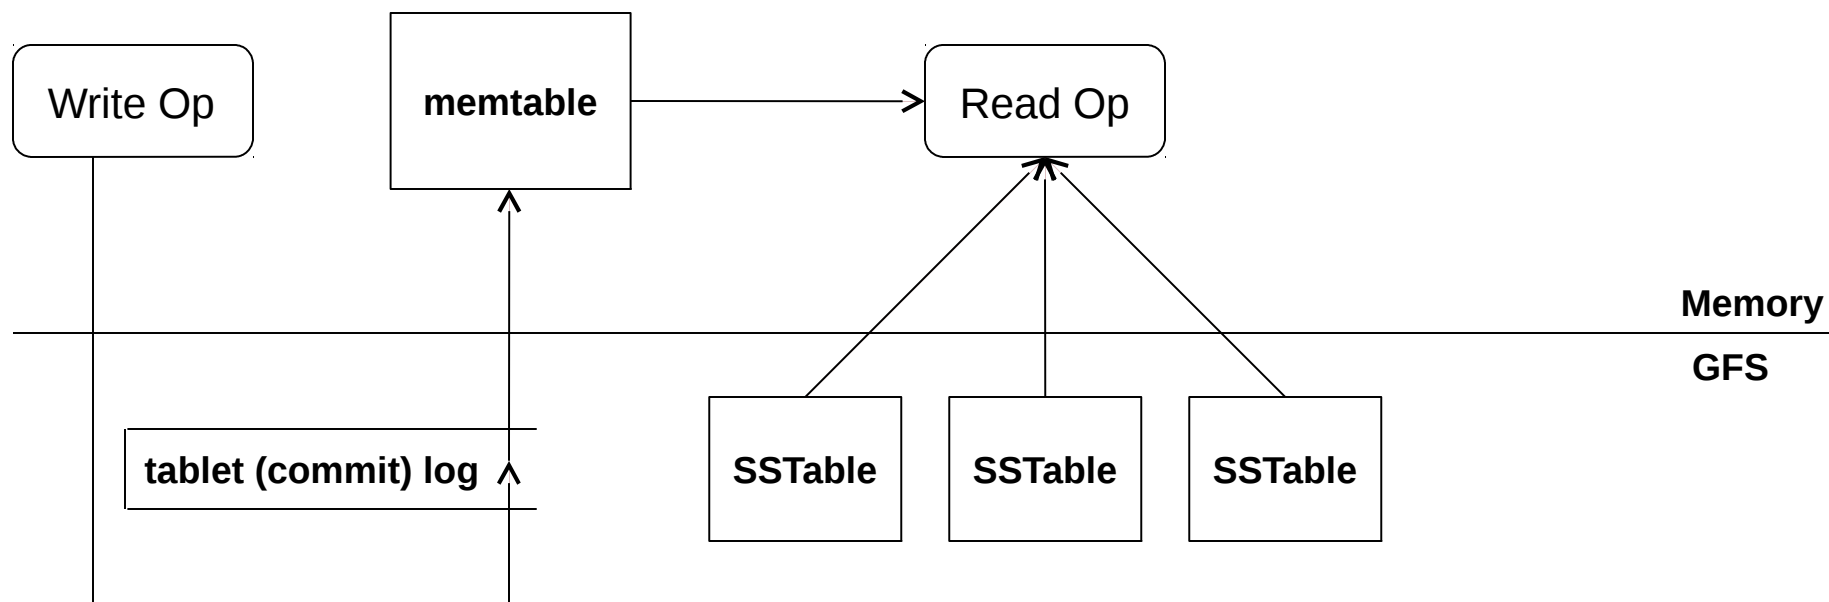 Write Op
memtable
Read Op
Memory
GFS
tablet (commit) log
SSTable
SSTable
SSTable